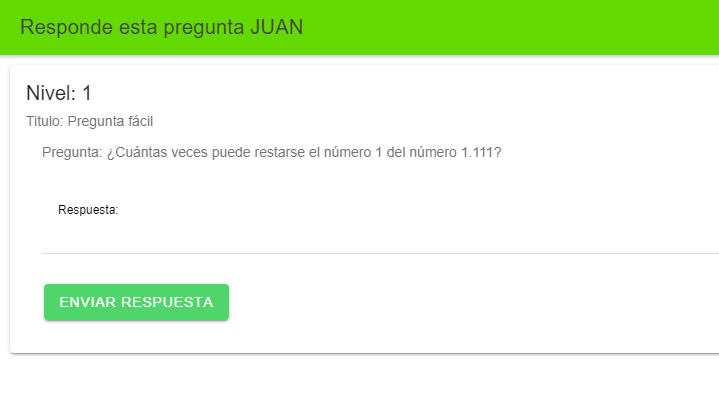 Responde esta pregunta JUAN
Nivel: 1
Titulo: Pregunta fácil
Pregunta: ¿Cuántas veces puede restarse el número 1 del número 1.111?
Respuesta:
ENVIAR RESPUESTA